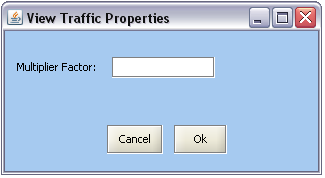 View Traffic Properties
Multiplier Factor:
Cancel
Ok